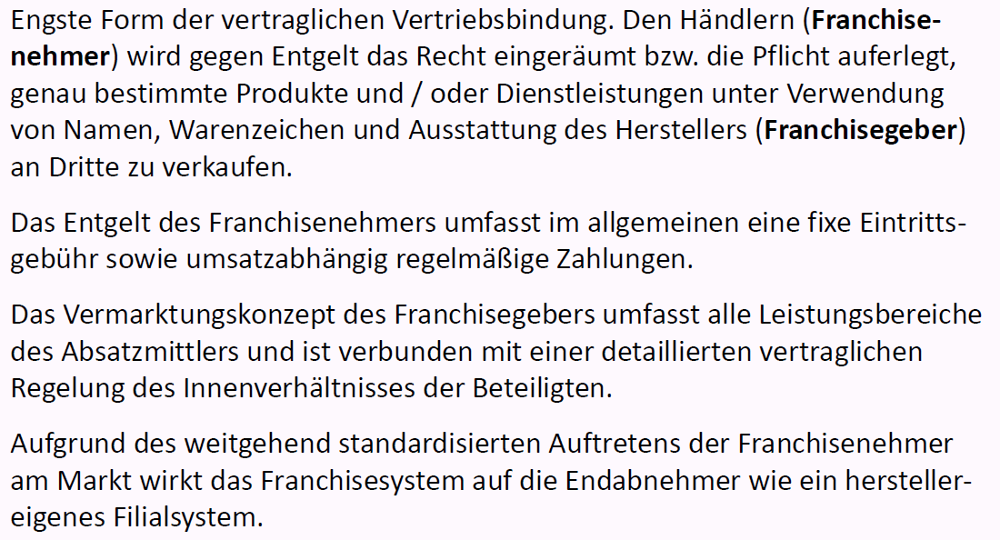 Engste Form der vertraglichen Vertriebsbindung. Den Händlern (Franchise-
nehmer) wird gegen Entgelt das Recht eingeräumt bzw. die Pflicht auferlegt,
genau bestimmte Produkte und / oder Dienstleistungen unter Verwendung
von Namen, Warenzeichen und Ausstattung des Herstellers (Franchisegeber)
an Dritte zu verkaufen.
Das Entgelt des Franchisenehmers umfasst im allgemeinen eine fixe Eintritts-
gebühr sowie umsatzabhängig regelmäßige Zahlungen.
Das Vermarktungskonzept des Franchisegebers umfasst alle Leistungsbereiche
des Absatzmittlers und ist verbunden mit einer detaillierten vertraglichen
Regelung des Innenverhältnisses der Beteiligten.
Aufgrund des weitgehend standardisierten Auftretens der Franchisenehmer
am Markt wirkt das Franchisesystem auf die Endabnehmer wie ein hersteller-
eigenes Filialsystem.